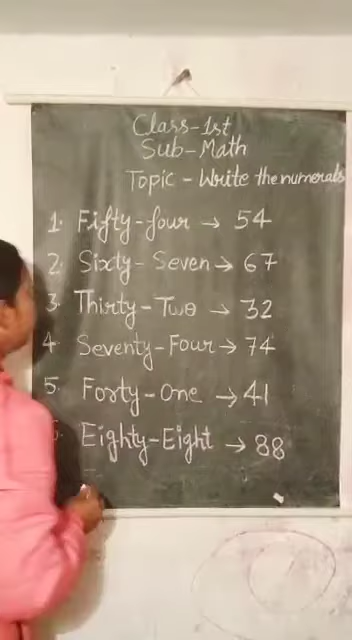 Class-1st
Sub-Math
Topic - Write the numerals
1. Fifty-four → 54
2. Sixty-Seven → 67
3. Thirty-Two → 32
4. Seventy-Four → 74
5. Forty-One → 41
Eighty-Eight → 88